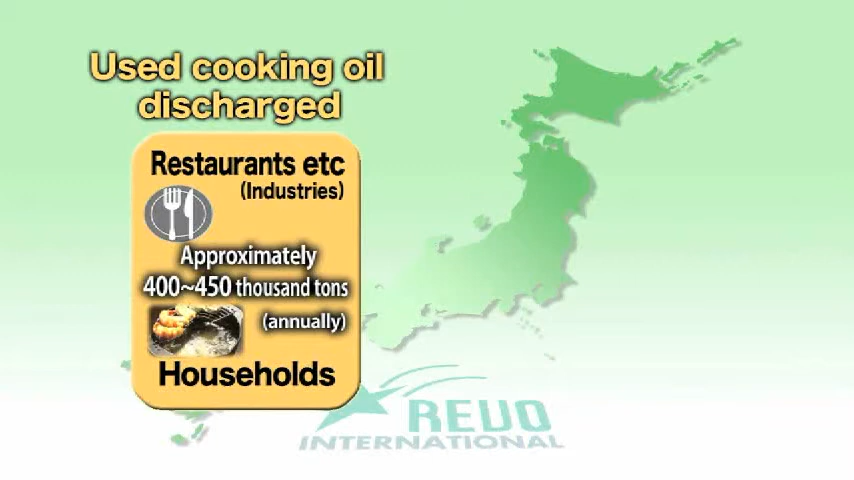 Used cooking oil
discharged
Restaurants etc
(Industries)
Approximately
400~450 thousand tons
(annually)
Households
REVO
INTERNATIONAL